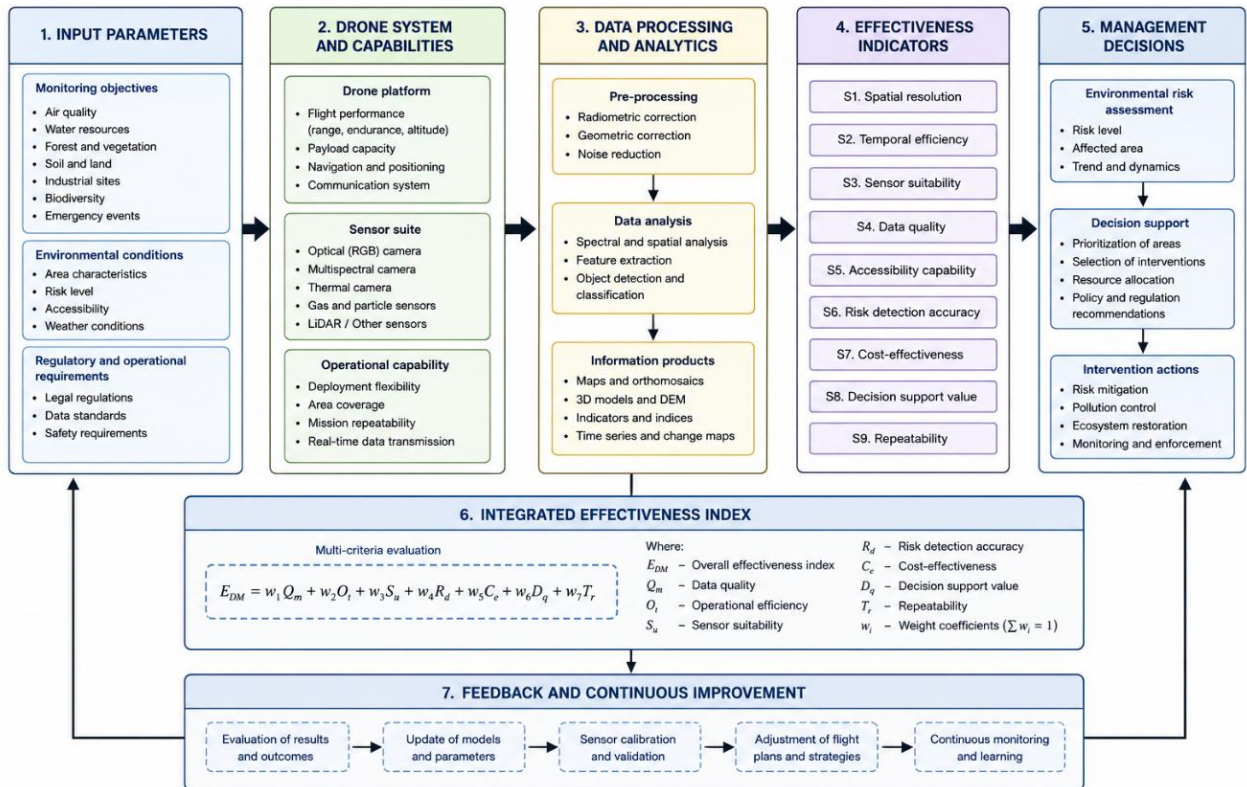 1. INPUT PARAMETERS
Monitoring objectives
• Air quality
• Water resources
• Forest and vegetation
• Soil and land
• Industrial sites
• Biodiversity
• Emergency events
Environmental conditions
• Area characteristics
• Risk level
• Accessibility
• Weather conditions
Regulatory and operational
requirements
• Legal regulations
• Data standards
• Safety requirements
2. DRONE SYSTEM
AND CAPABILITIES
Drone platform
• Flight performance
(range, endurance, altitude)
• Payload capacity
• Navigation and positioning
• Communication system
Sensor suite
• Optical (RGB) camera
• Multispectral camera
• Thermal camera
• Gas and particle sensors
• LiDAR / Other sensors
Operational capability
• Deployment flexibility
• Area coverage
• Mission repeatability
• Real-time data transmission
3. DATA PROCESSING
AND ANALYTICS
Pre-processing
• Radiometric correction
• Geometric correction
• Noise reduction
Data analysis
• Spectral and spatial analysis
• Feature extraction
• Object detection and
classification
Information products
• Maps and orthomosaics
• 3D models and DEM
• Indicators and indices
• Time series and change maps
4. EFFECTIVENESS
INDICATORS
S1. Spatial resolution
S2. Temporal efficiency
S3. Sensor suitability
S4. Data quality
S5. Accessibility capability
S6. Risk detection accuracy
S7. Cost-effectiveness
S8. Decision support value
S9. Repeatability
5. MANAGEMENT
DECISIONS
Environmental risk
assessment
• Risk level
• Affected area
• Trend and dynamics
Decision support
• Prioritization of areas
• Selection of interventions
• Resource allocation
• Policy and regulation
recommendations
Intervention actions
• Risk mitigation
• Pollution control
• Ecosystem restoration
• Monitoring and enforcement
6. INTEGRATED EFFECTIVENESS INDEX
Multi-criteria evaluation
E_DM = w_1 Q_m + w_2 O_t + w_3 S_u + w_4 R_d + w_5 C_e + w_6 D_q + w_7 T_r
Where:
E_DM – Overall effectiveness index
Q_m – Data quality
O_t – Operational efficiency
S_u – Sensor suitability
R_d – Risk detection accuracy
C_e – Cost-effectiveness
D_q – Decision support value
T_r – Repeatability
w_i – Weight coefficients (∑ w_i = 1)
7. FEEDBACK AND CONTINUOUS IMPROVEMENT
Evaluation of results
and outcomes
Update of models
and parameters
Sensor calibration
and validation
Adjustment of flight
plans and strategies
Continuous monitoring
and learning